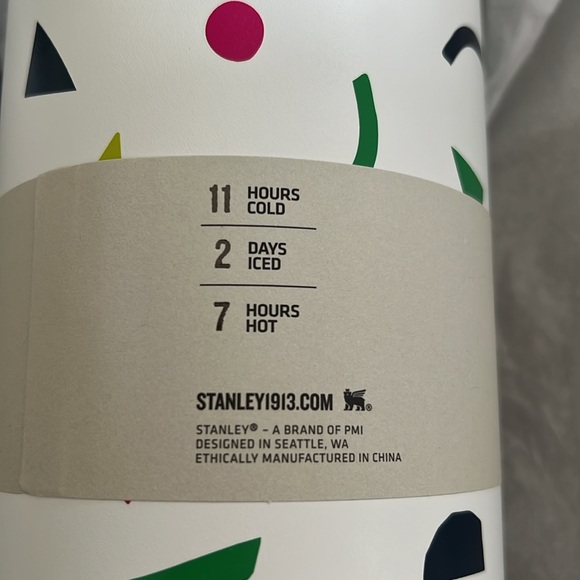 11 HOURS COLD
2 DAYS ICED
7 HOURS HOT
STANLEY1913.COM ®
STANLEY® – A BRAND OF PMI
DESIGNED IN SEATTLE, WA
ETHICALLY MANUFACTURED IN CHINA